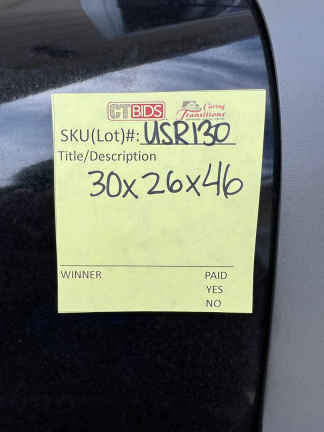 CTBIDS Caring Transitions
SKU(Lot)#: USR130
Title/Description
30x26x46
WINNER PAID
YES
NO